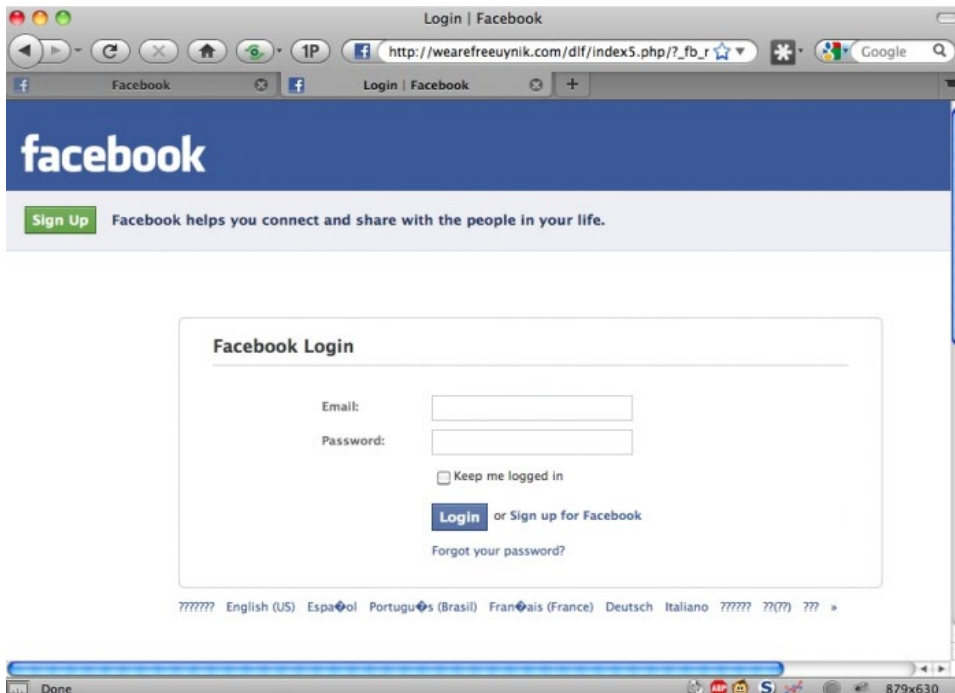 Login | Facebook
1P http://wearefreeuynik.com/dlf/index5.php/?_fb_r Google
Facebook Login | Facebook +
facebook
Sign Up Facebook helps you connect and share with the people in your life.
Facebook Login
Email:
Password:
Keep me logged in
Login or Sign up for Facebook
Forgot your password?
??????? English (US) Espa�ol Portugu�s (Brasil) Fran�ais (France) Deutsch Italiano ?????? ??(??) ??? »
Done ABP S 879x630